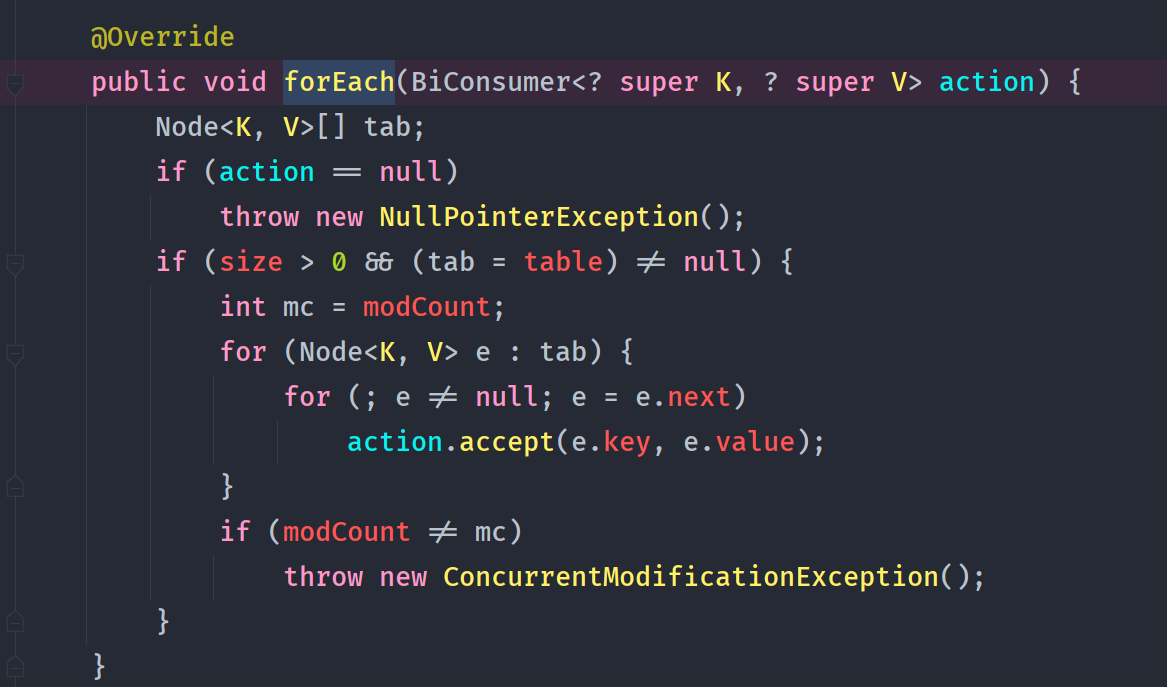 @Override
public void forEach(BiConsumer<? super K, ? super V> action) {
Node<K, V>[] tab;
if (action == null)
throw new NullPointerException();
if (size > 0 && (tab = table) != null) {
int mc = modCount;
for (Node<K, V> e : tab) {
for (; e != null; e = e.next)
action.accept(e.key, e.value);
}
if (modCount != mc)
throw new ConcurrentModificationException();
}
}